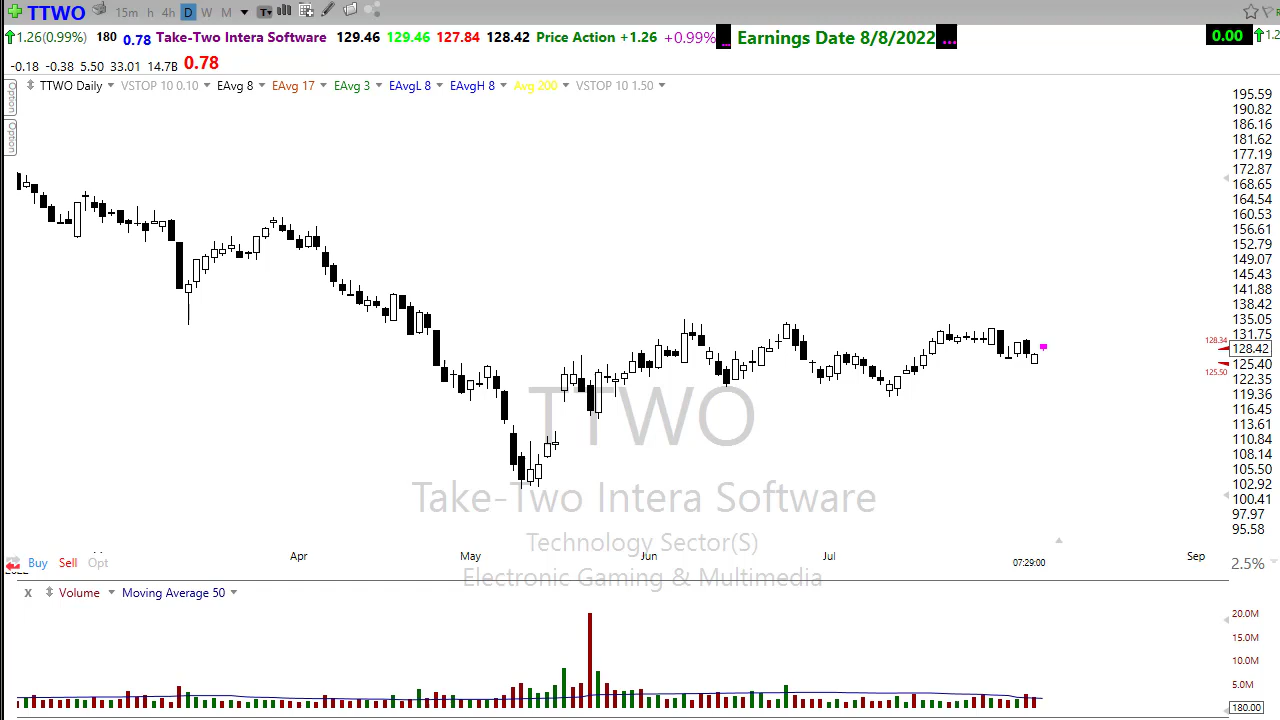 TTWO 15m h 4h D W M T
1.26(0.99%) 180 0.78 Take-Two Intera Software 129.46 129.46 127.84 128.42 Price Action +1.26 +0.99% ... Earnings Date 8/8/2022 ... 0.00
-0.18 -0.38 5.50 33.01 14.7B 0.78
TTWO Daily VSTOP 10 0.10 EAvg 8 EAvg 17 EAvg 3 EAvgL 8 EAvgH 8 Avg 200 VSTOP 10 1.50
Option
Option
195.59
190.82
186.16
181.62
177.19
172.87
168.65
164.54
160.53
156.61
152.79
149.07
145.43
141.88
138.42
135.05
131.75
128.34
128.42
125.40
125.50
122.35
119.36
116.45
113.61
110.84
108.14
105.50
102.92
100.41
97.97
95.58
TTWO
Take-Two Intera Software
Technology Sector(S)
Electronic Gaming & Multimedia
Apr May Jun Jul Sep
07:29:00
Buy Sell Opt 2.5%
X Volume Moving Average 50
20.0M
15.0M
10.0M
5.0M
180.00